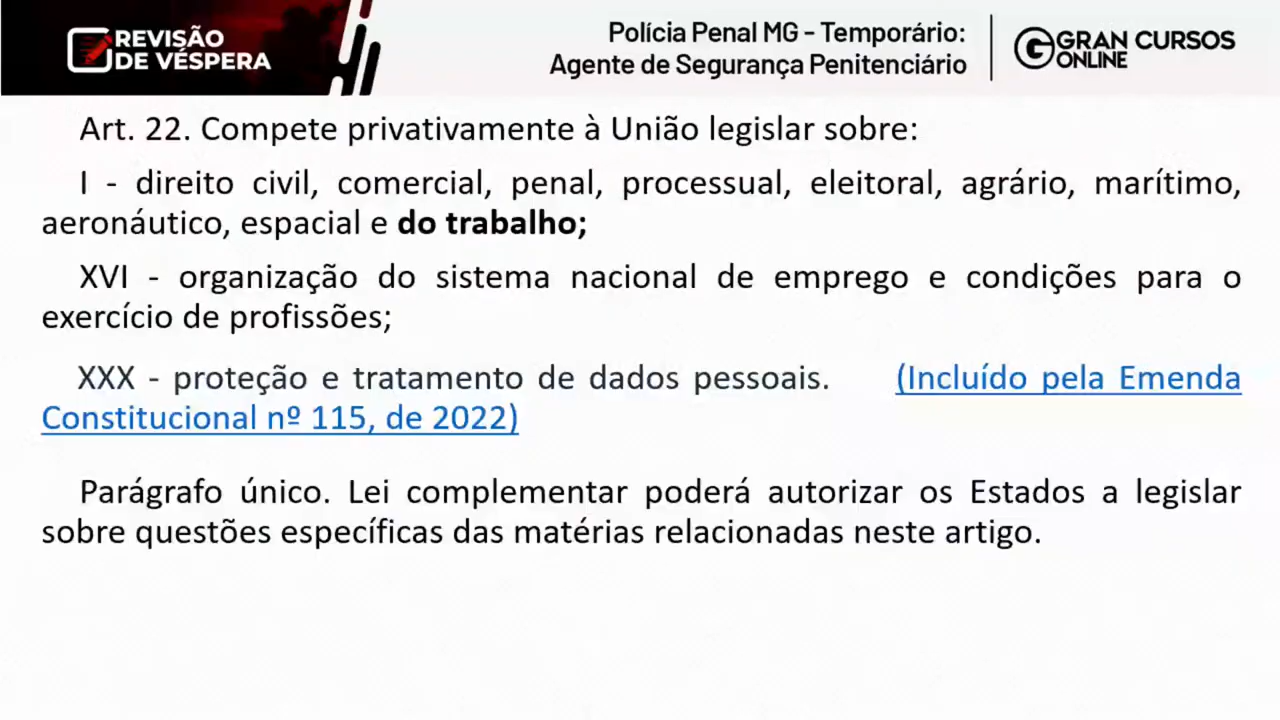 REVISÃO
DE VÉSPERA
Polícia Penal MG - Temporário:
Agente de Segurança Penitenciário
GRAN CURSOS
ONLINE
Art. 22. Compete privativamente à União legislar sobre:
I - direito civil, comercial, penal, processual, eleitoral, agrário, marítimo,
aeronáutico, espacial e do trabalho;
XVI - organização do sistema nacional de emprego e condições para o
exercício de profissões;
XXX - proteção e tratamento de dados pessoais. (Incluído pela Emenda
Constitucional nº 115, de 2022)
Parágrafo único. Lei complementar poderá autorizar os Estados a legislar
sobre questões específicas das matérias relacionadas neste artigo.